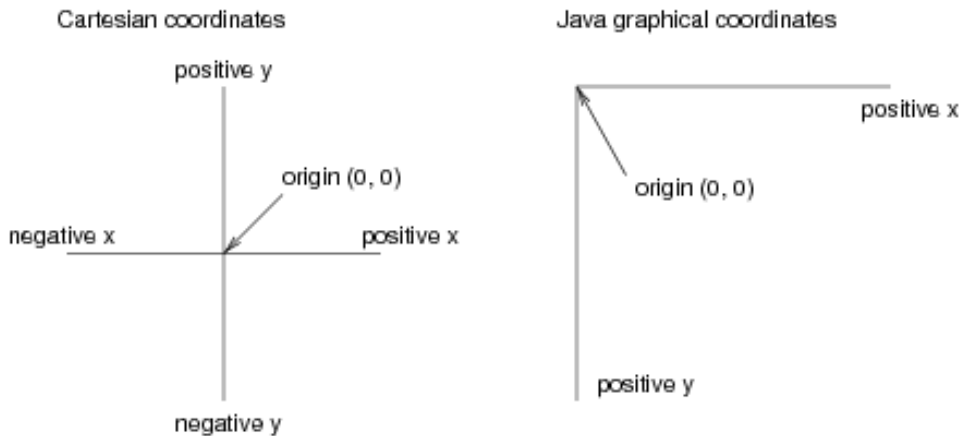 Cartesian coordinates
positive y
origin (0, 0)
negative x
positive x
negative y
Java graphical coordinates
positive x
origin (0, 0)
positive y